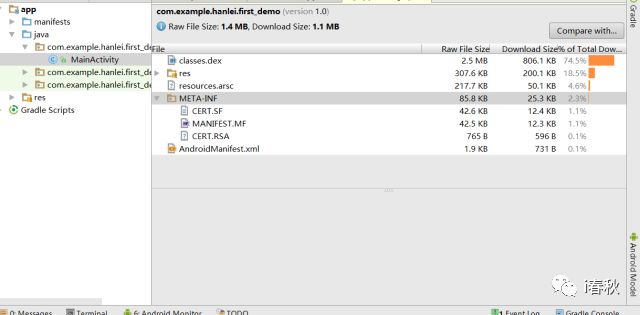 app
manifests
java
com.example.hanlei.first_de
MainActivity
com.example.hanlei.first_d
com.example.hanlei.first_d
res
Gradle Scripts
com.example.hanlei.first_demo (version 1.0)
Raw File Size: 1.4 MB, Download Size: 1.1 MB
Compare with...
File Raw File Size Download Size % of Total Dow...
classes.dex 2.5 MB 806.1 KB 74.5%
res 307.6 KB 200.1 KB 18.5%
resources.arsc 217.7 KB 50.1 KB 4.6%
META-INF 85.8 KB 25.3 KB 2.3%
CERT.SF 42.6 KB 12.4 KB 1.1%
MANIFEST.MF 42.5 KB 12.3 KB 1.1%
CERT.RSA 765 B 596 B 0.1%
AndroidManifest.xml 1.9 KB 731 B 0.1%
Gradle
Android Model
i春秋
0: Messages Terminal 6: Android Monitor TODO 1 Event Log Gradle Console